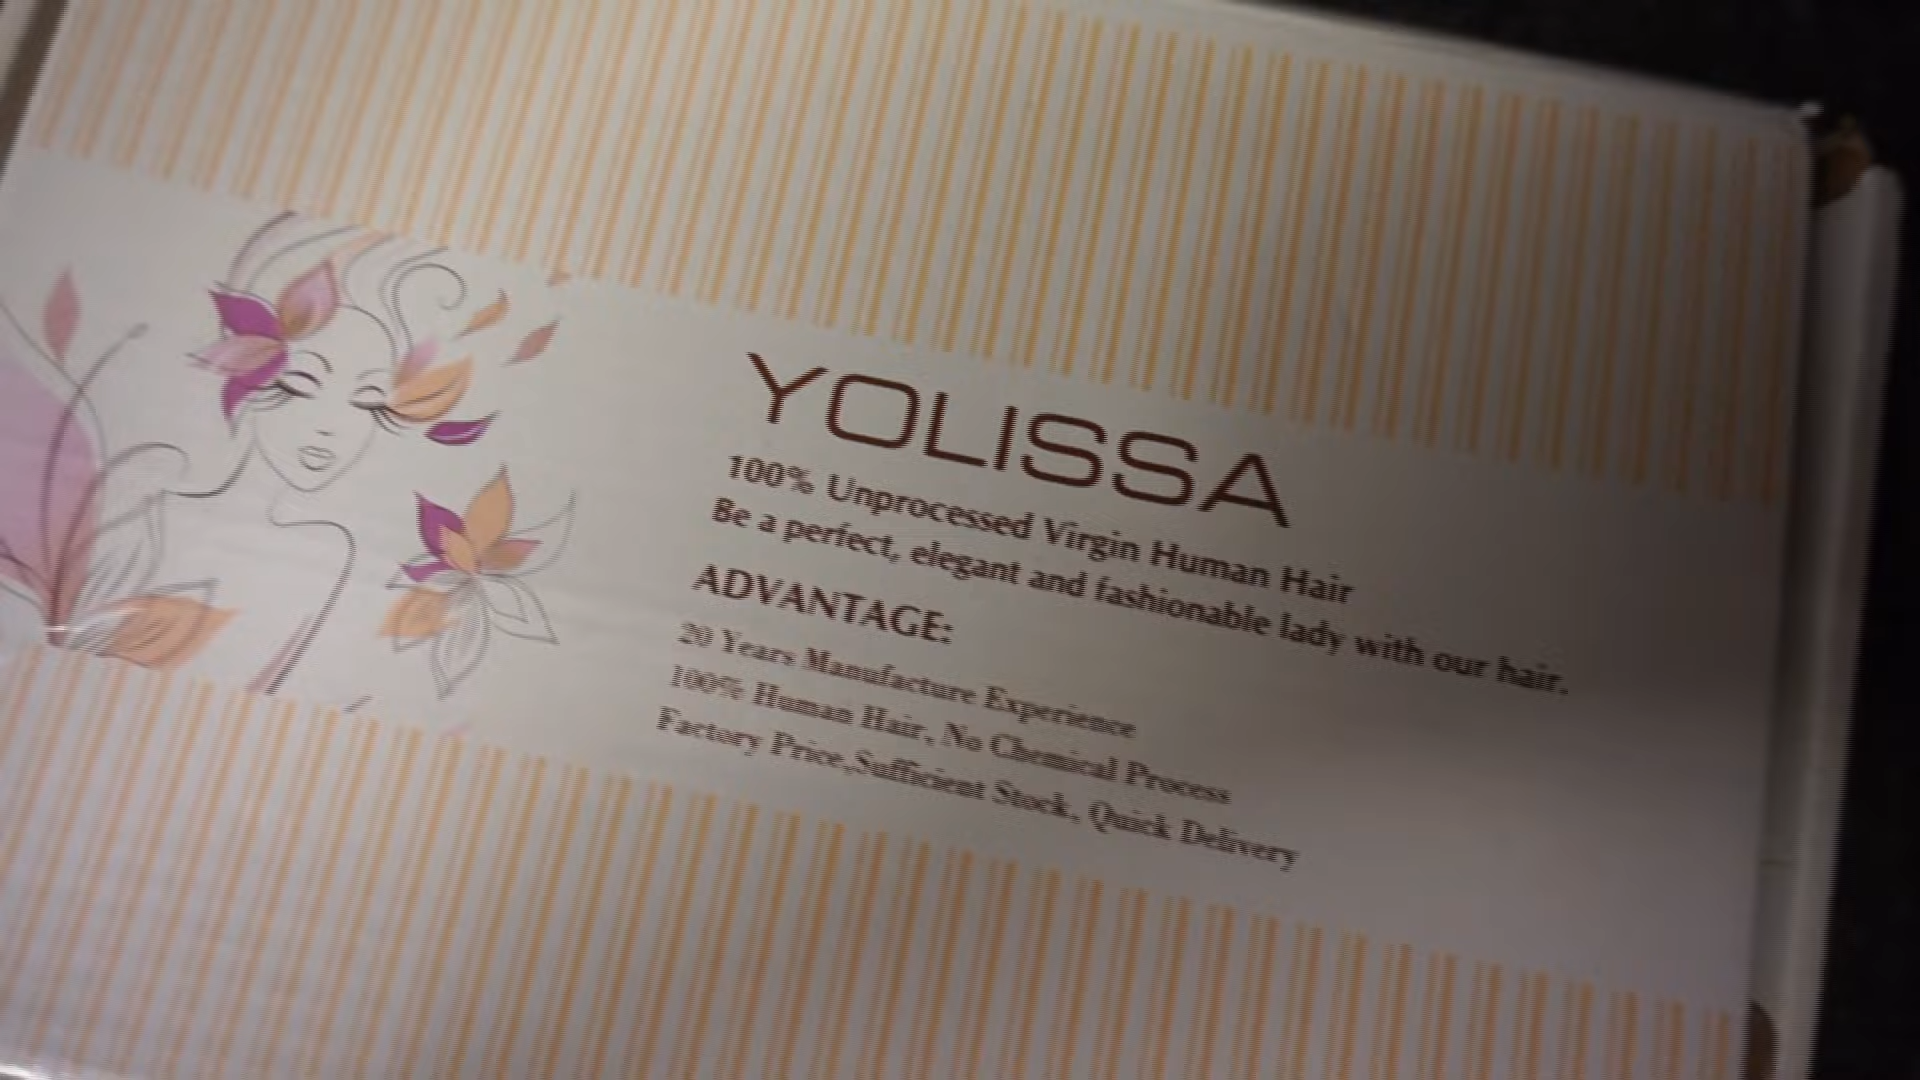 YOLISSA
100% Unprocessed Virgin Human Hair
Be a perfect, elegant and fashionable lady with our hair.
ADVANTAGE:
20 Years Manufacture Experience
100% Human Hair, No Chemical Process
Factory Price,Sufficient Stock, Quick Delivery